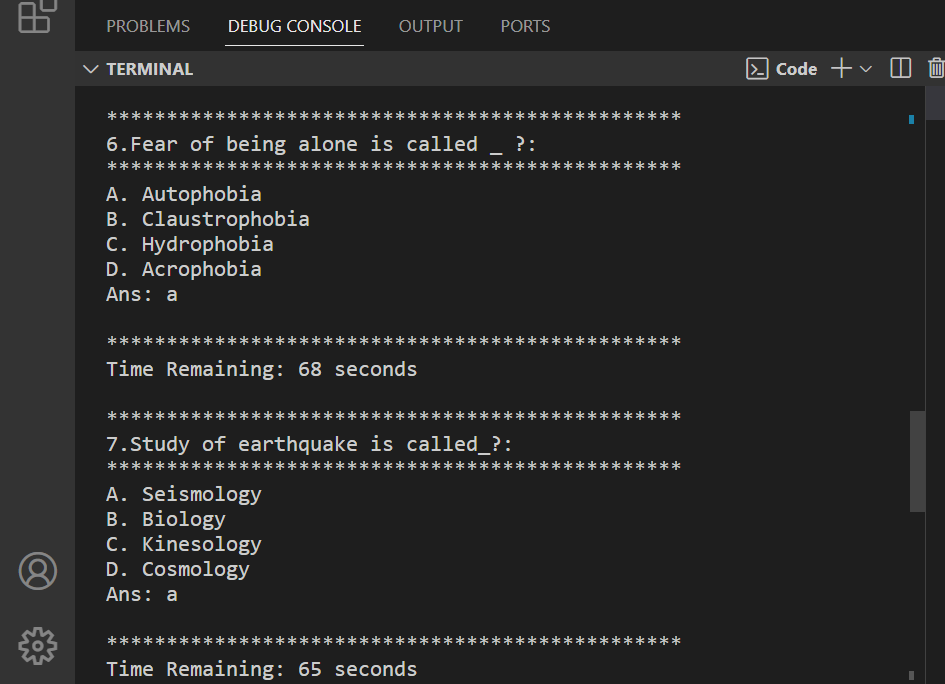 PROBLEMS DEBUG CONSOLE OUTPUT PORTS
TERMINAL Code
************************************************
6.Fear of being alone is called _ ?:
************************************************
A. Autophobia
B. Claustrophobia
C. Hydrophobia
D. Acrophobia
Ans: a
************************************************
Time Remaining: 68 seconds
************************************************
7.Study of earthquake is called_?:
************************************************
A. Seismology
B. Biology
C. Kinesology
D. Cosmology
Ans: a
************************************************
Time Remaining: 65 seconds